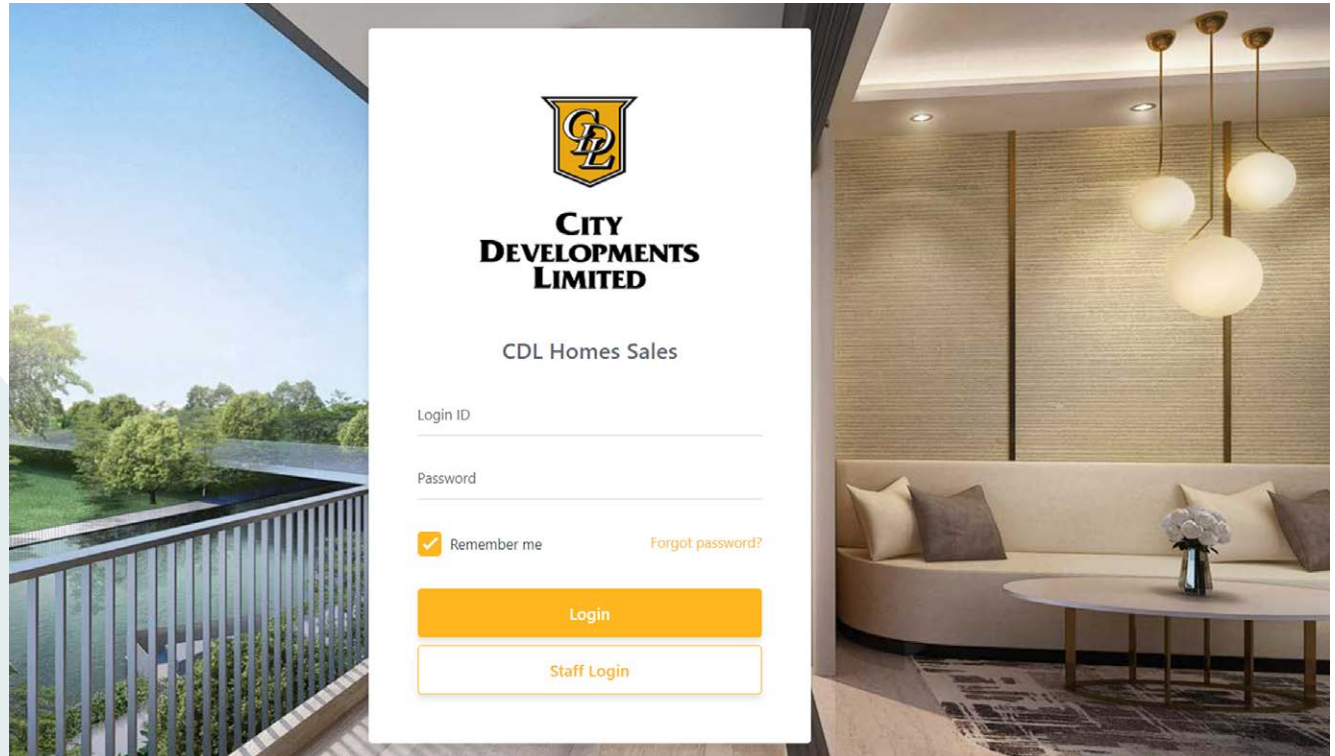 CDL
CITY
DEVELOPMENTS
LIMITED
CDL Homes Sales
Login ID
Password
Remember me Forgot password?
Login
Staff Login